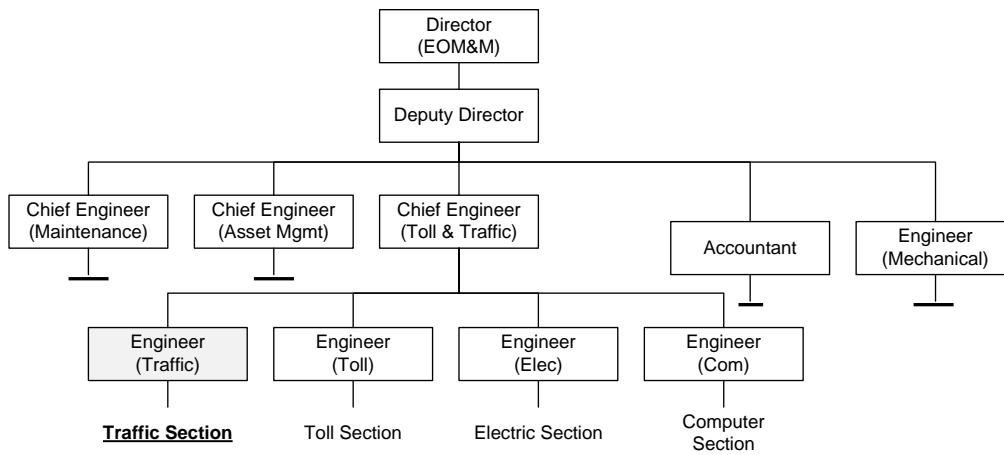 Director
(EOM&M)
Deputy Director
Chief Engineer
(Maintenance)
Chief Engineer
(Asset Mgmt)
Chief Engineer
(Toll & Traffic)
Accountant
Engineer
(Mechanical)
Engineer
(Traffic)
Engineer
(Toll)
Engineer
(Elec)
Engineer
(Com)
Traffic Section
Toll Section
Electric Section
Computer
Section